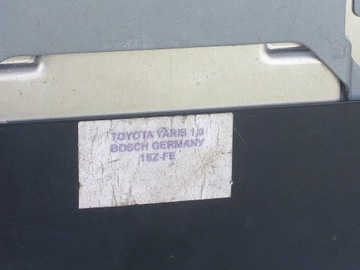 TOYOTA YARIS 1,0
BOSCH GERMANY
1SZ-FE